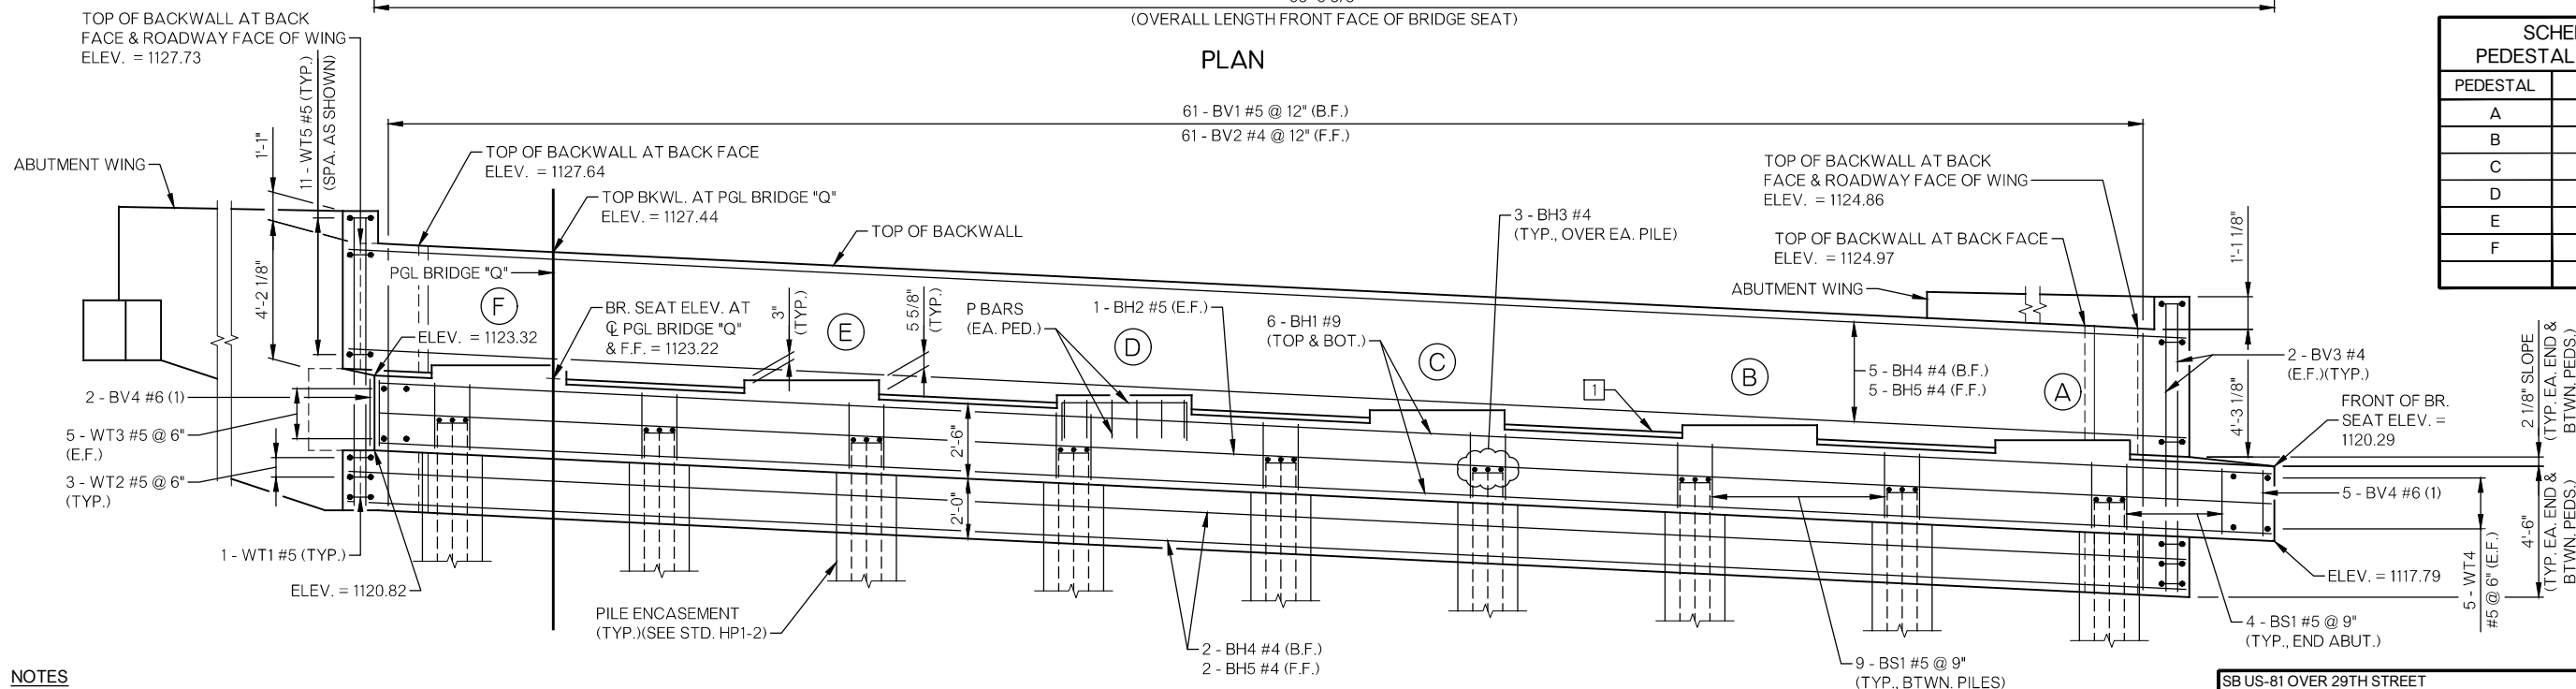 (OVERALL LENGTH FRONT FACE OF BRIDGE SEAT)
PLAN
TOP OF BACKWALL AT BACK
FACE & ROADWAY FACE OF WING
ELEV. = 1127.73
11 - WT5 #5 (TYP.)
(SPA. AS SHOWN)
1'-1"
4'-2 1/8"
ABUTMENT WING
61 - BV1 #5 @ 12" (B.F.)
61 - BV2 #4 @ 12" (F.F.)
TOP OF BACKWALL AT BACK FACE
ELEV. = 1127.64
TOP BKWL. AT PGL BRIDGE "Q"
ELEV. = 1127.44
TOP OF BACKWALL
3 - BH3 #4
(TYP., OVER EA. PILE)
TOP OF BACKWALL AT BACK
FACE & ROADWAY FACE OF WING
ELEV. = 1124.86
TOP OF BACKWALL AT BACK FACE
ELEV. = 1124.97
ABUTMENT WING
1'-1 1/8"
4'-3 1/8"
PGL BRIDGE "Q"
F
ELEV. = 1123.32
BR. SEAT ELEV. AT
℄ PGL BRIDGE "Q"
& F.F. = 1123.22
3"
(TYP.)
E
5 5/8"
(TYP.)
P BARS
(EA. PED.)
D
1 - BH2 #5 (E.F.)
6 - BH1 #9
(TOP & BOT.)
C
1
B
5 - BH4 #4 (B.F.)
5 - BH5 #4 (F.F.)
A
2 - BV3 #4
(E.F.)(TYP.)
FRONT OF BR.
SEAT ELEV. =
1120.29
2 1/8" SLOPE
(TYP. EA. END &
BTWN. PEDS.)
4'-6"
(TYP. EA. END &
BTWN. PEDS.)
2 - BV4 #6 (1)
5 - WT3 #5 @ 6"
(E.F.)
3 - WT2 #5 @ 6"
(TYP.)
1 - WT1 #5 (TYP.)
ELEV. = 1120.82
2'-6"
2'-0"
PILE ENCASEMENT
(TYP.)(SEE STD. HP1-2)
2 - BH4 #4 (B.F.)
2 - BH5 #4 (F.F.)
9 - BS1 #5 @ 9"
(TYP., BTWN. PILES)
4 - BS1 #5 @ 9"
(TYP., END ABUT.)
5 - BV4 #6 (1)
5 - WT4
#5 @ 6" (E.F.)
ELEV. = 1117.79
PEDESTAL
PEDESTAL
A
B
C
D
E
F
NOTES
SB US-81 OVER 29TH STREET